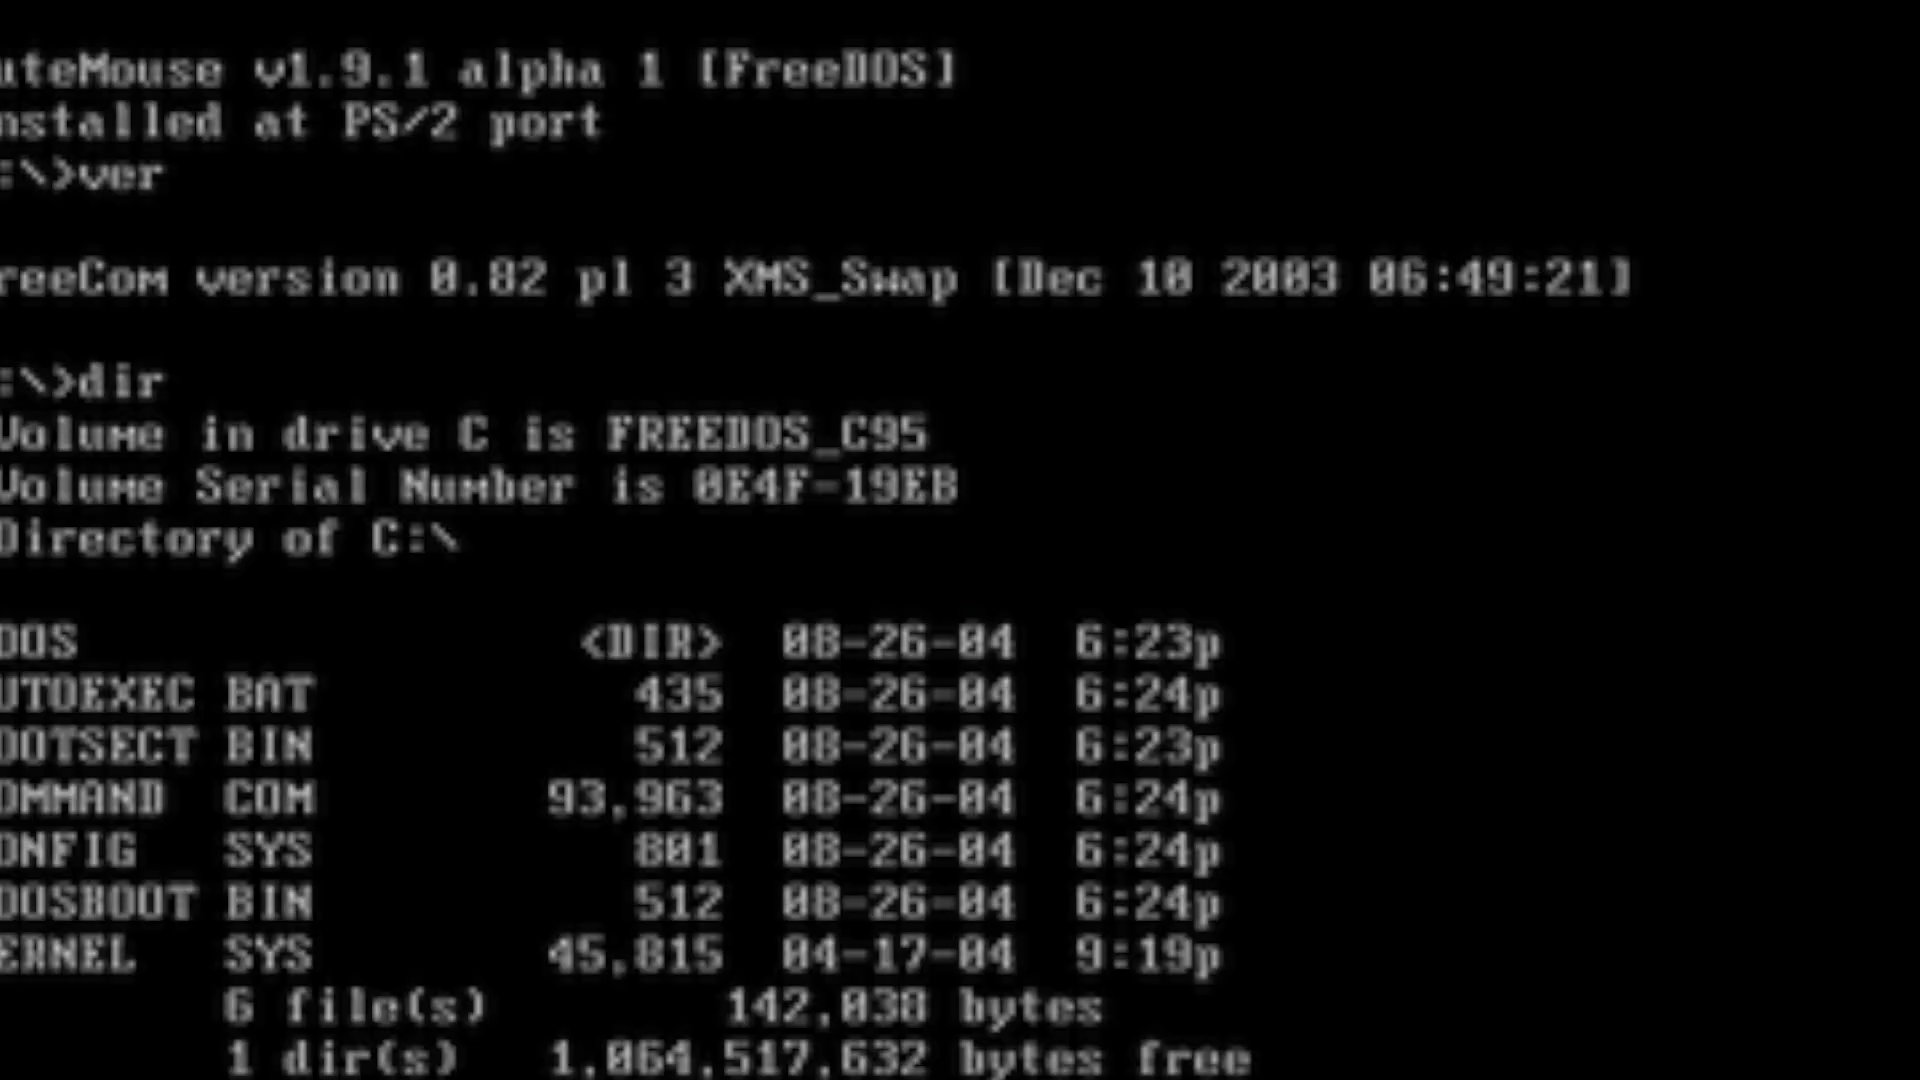 uteMouse v1.9.1 alpha 1 [FreeDOS]
nstalled at PS/2 port
:\>ver
reeCom version 0.82 pl 3 XMS_Swap [Dec 10 2003 06:49:21]
:\>dir
Volume in drive C is FREEDOS_C95
Volume Serial Number is 0E4F-19EB
Directory of C:\
DOS <DIR> 08-26-04 6:23p
UTOEXEC BAT 435 08-26-04 6:24p
OOTSECT BIN 512 08-26-04 6:23p
OMMAND COM 93,963 08-26-04 6:24p
ONFIG SYS 801 08-26-04 6:24p
DOSBOOT BIN 512 08-26-04 6:24p
ERNEL SYS 45,815 04-17-04 9:19p
6 file(s) 142,038 bytes
1 dir(s) 1,064,517,632 bytes free